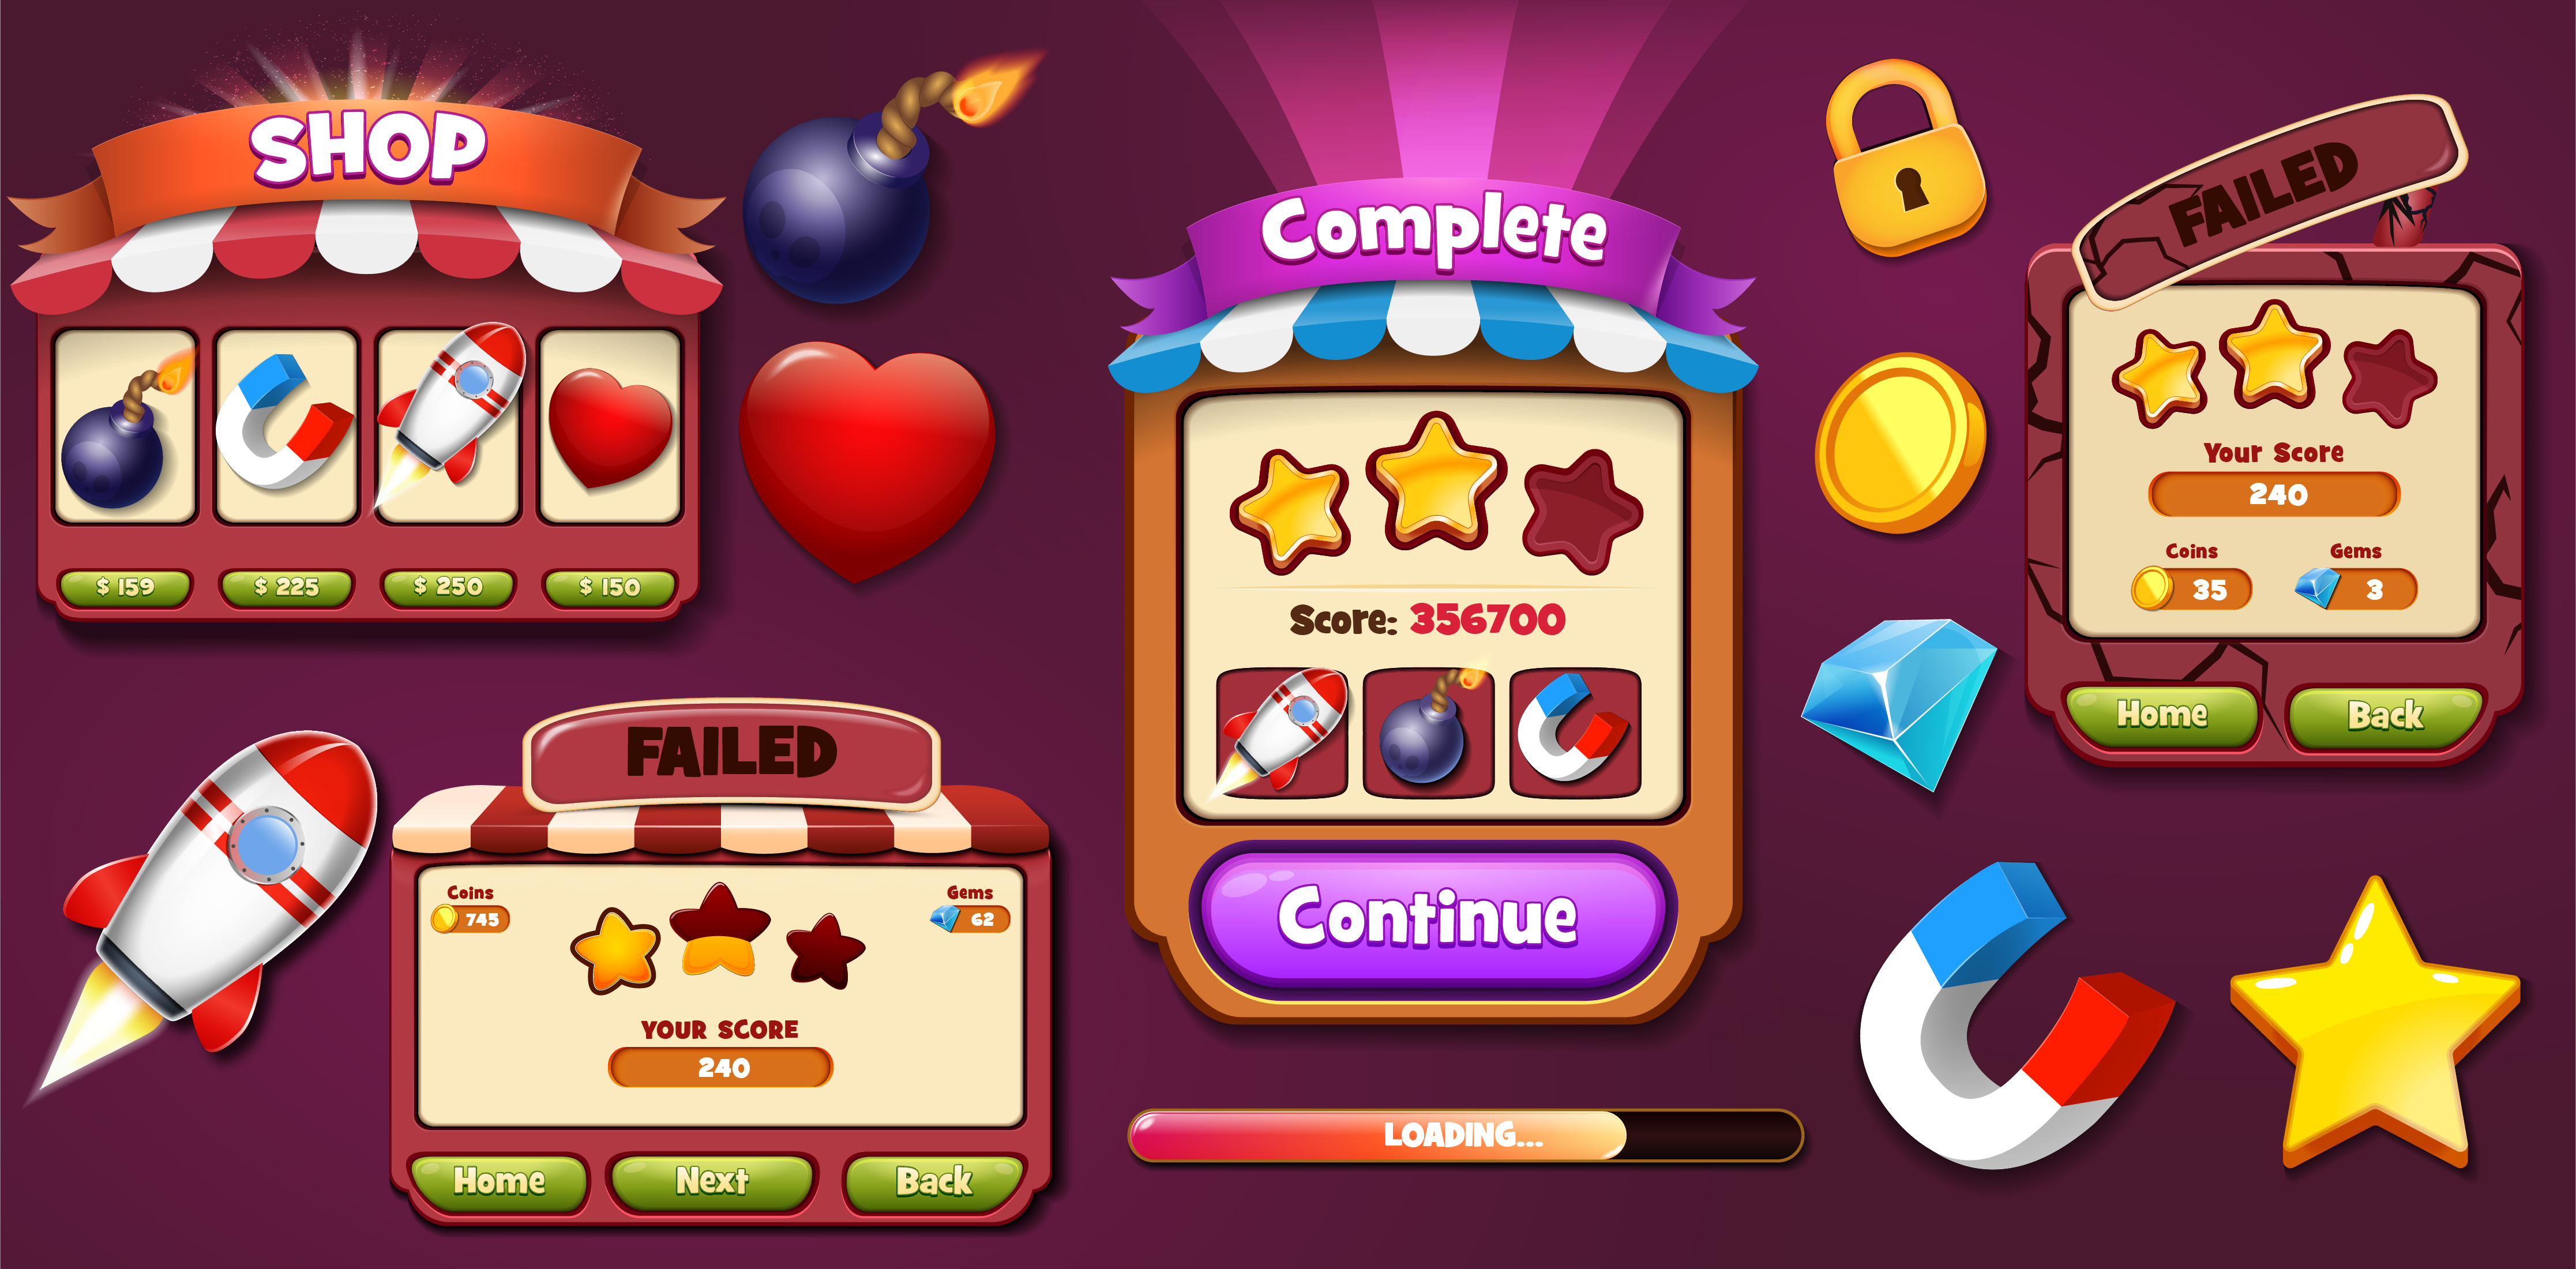 SHOP
$ 159
$ 225
$ 250
$ 150
FAILED
Coins
745
Gems
62
YOUR SCORE
240
Home
Next
Back
Complete
Score: 356700
Continue
LOADING...
FAILED
Your Score
240
Coins
35
Gems
3
Home
Back